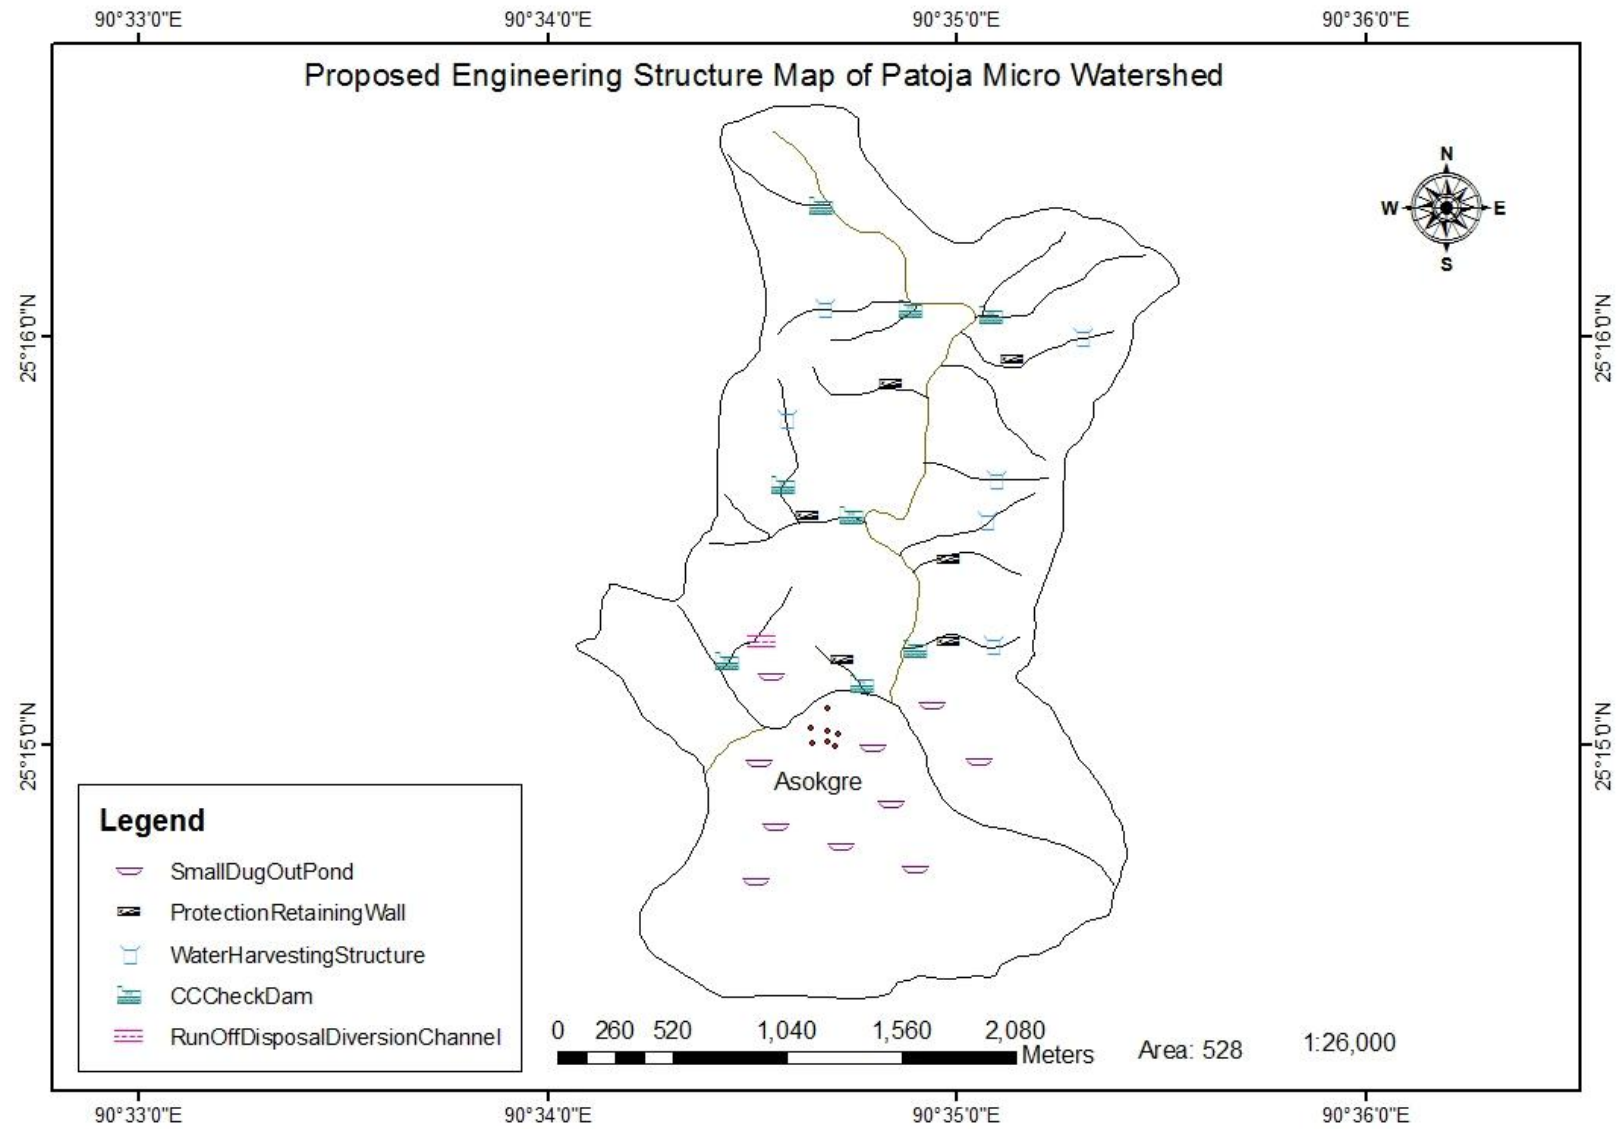 90°33'0"E 90°34'0"E 90°35'0"E 90°36'0"E
Proposed Engineering Structure Map of Patoja Micro Watershed
N
W E
S
25°16'0"N 25°16'0"N
25°15'0"N 25°15'0"N
Asokgre
Legend
SmallDugOutPond
ProtectionRetainingWall
WaterHarvestingStructure
CCCheckDam
RunOffDisposalDiversionChannel
0 260 520 1,040 1,560 2,080
Meters
Area: 528
1:26,000
90°33'0"E 90°34'0"E 90°35'0"E 90°36'0"E